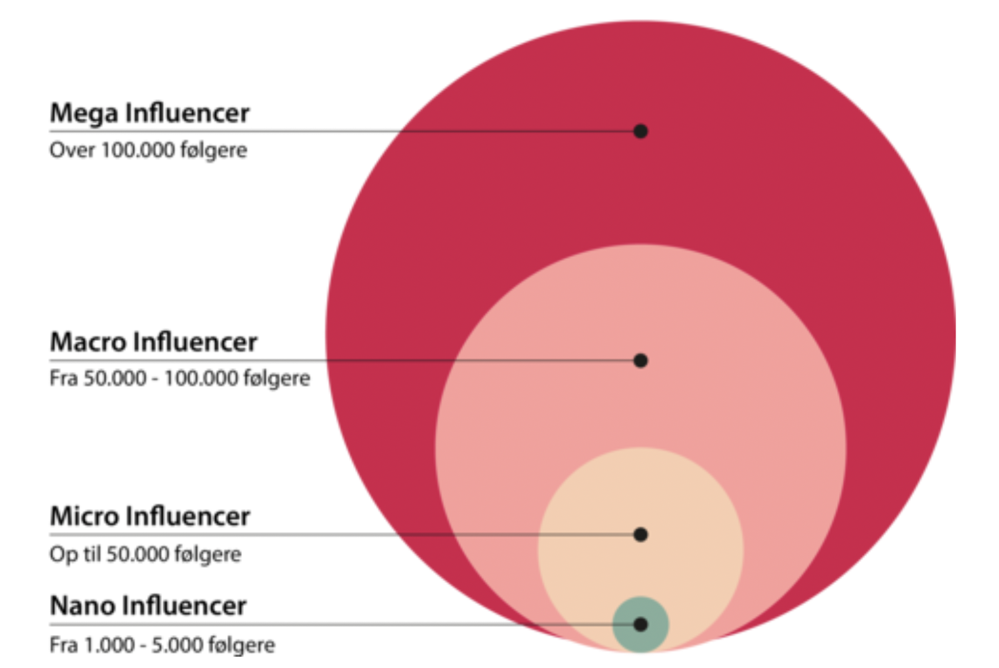 Mega Influencer
Over 100.000 følgere
Macro Influencer
Fra 50.000 - 100.000 følgere
Micro Influencer
Op til 50.000 følgere
Nano Influencer
Fra 1.000 - 5.000 følgere